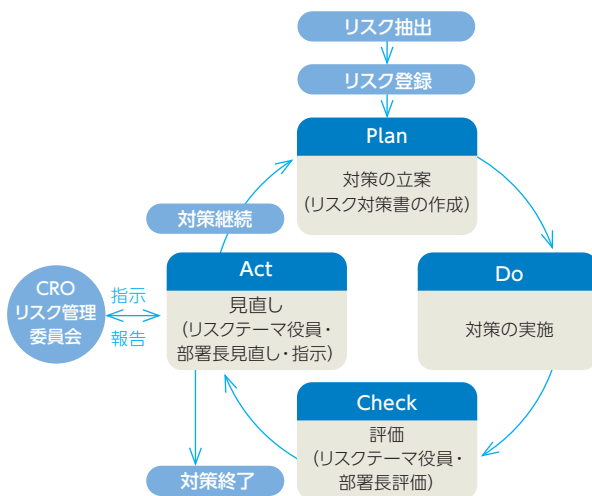 リスク抽出
リスク登録
Plan
対策の立案
(リスク対策書の作成)
対策継続
Act
見直し
(リスクテーマ役員・
部署長見直し・指示)
Do
対策の実施
CRO
リスク管理
委員会
指示
報告
Check
評価
(リスクテーマ役員・
部署長評価)
対策終了